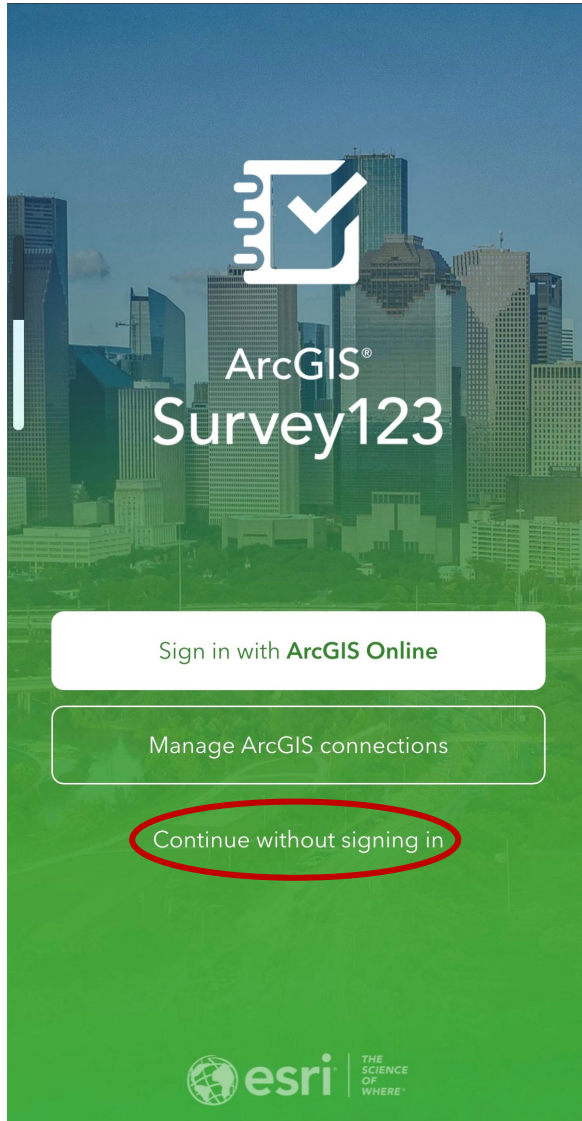 ArcGIS®
Survey123
Sign in with ArcGIS Online
Manage ArcGIS connections
Continue without signing in
esri
THE
SCIENCE
OF
WHERE®